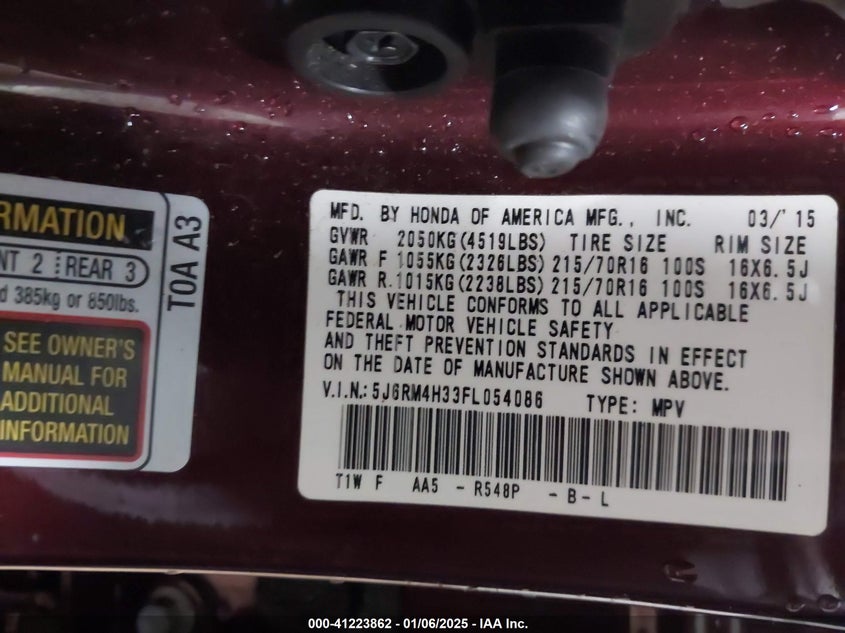 RMATION
NT 2 REAR 3
d 385kg or 850lbs.
SEE OWNER'S
MANUAL FOR
ADDITIONAL
INFORMATION
T0A A3
MFD. BY HONDA OF AMERICA MFG., INC. 03/'15
GVWR 2050KG(4519LBS) TIRE SIZE RIM SIZE
GAWR F 1055KG(2326LBS) 215/70R16 100S 16X6.5J
GAWR R 1015KG(2238LBS) 215/70R16 100S 16X6.5J
THIS VEHICLE CONFORMS TO ALL APPLICABLE
FEDERAL MOTOR VEHICLE SAFETY
AND THEFT PREVENTION STANDARDS IN EFFECT
ON THE DATE OF MANUFACTURE SHOWN ABOVE.
V.I.N.: 5J6RM4H33FL054086 TYPE: MPV
T1W F AA5 - R548P - B - L
000-41223862 - 01/06/2025 - IAA Inc.